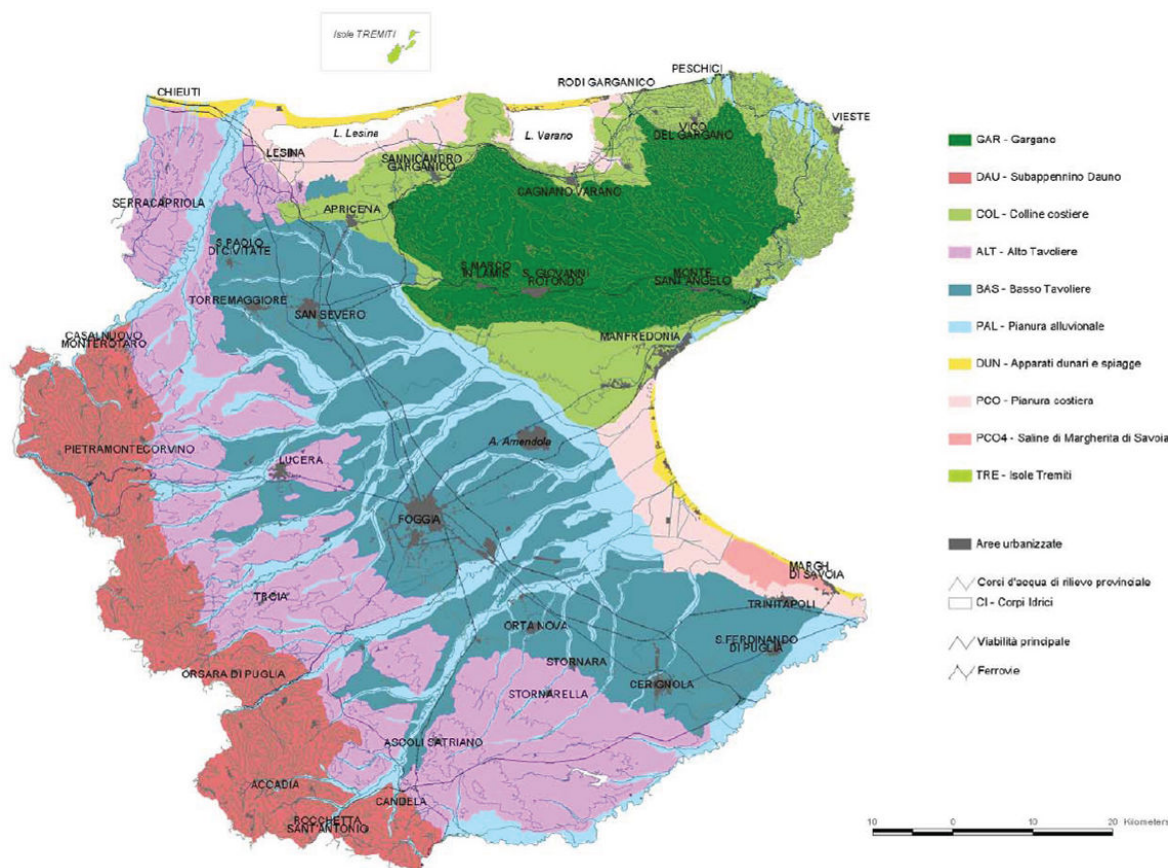 Isole TREMITI
CHIEUTI
RODI GARGANICO
PESCHICI
VIESTE
L. Lesina
L. Varano
VICO
DEL GARGANO
LESINA
SANNICANDRO
GARGANICO
CAGNANO VARANO
SERRACAPRIOLA
APRICENA
S. PAOLO
DI CIVITATE
S. MARCO
IN LAMIS
S. GIOVANNI
ROTONDO
MONTE
SANT'ANGELO
TORREMAGGIORE
SAN SEVERO
CASALNUOVO
MONTEROTARO
MANFREDONIA
PIETRAMONTECORVINO
LUCERA
A. Amendola
FOGGIA
TROIA
MARGH.
DI SAVOIA
TRINITAPOLI
ORTA NOVA
S. FERDINANDO
DI PUGLIA
ORSARA DI PUGLIA
STORNARA
CERIGNOLA
STORNARELLA
ASCOLI SATRIANO
ACCADIA
CANDELA
ROCCHETTA
SANT'ANTONIO
GAR - Gargano
DAU - Subappennino Dauno
COL - Colline costiere
ALT - Alto Tavoliere
BAS - Basso Tavoliere
PAL - Pianura alluvionale
DUN - Apparati dunari e spiagge
PCO - Pianura costiera
PCO4 - Saline di Margherita di Savoia
TRE - Isole Tremiti
Aree urbanizzate
Corsi d'acqua di rilievo provinciale
CI - Corpi Idrici
Viabilità principale
Ferrovie
10 0 10 20 Kilometers